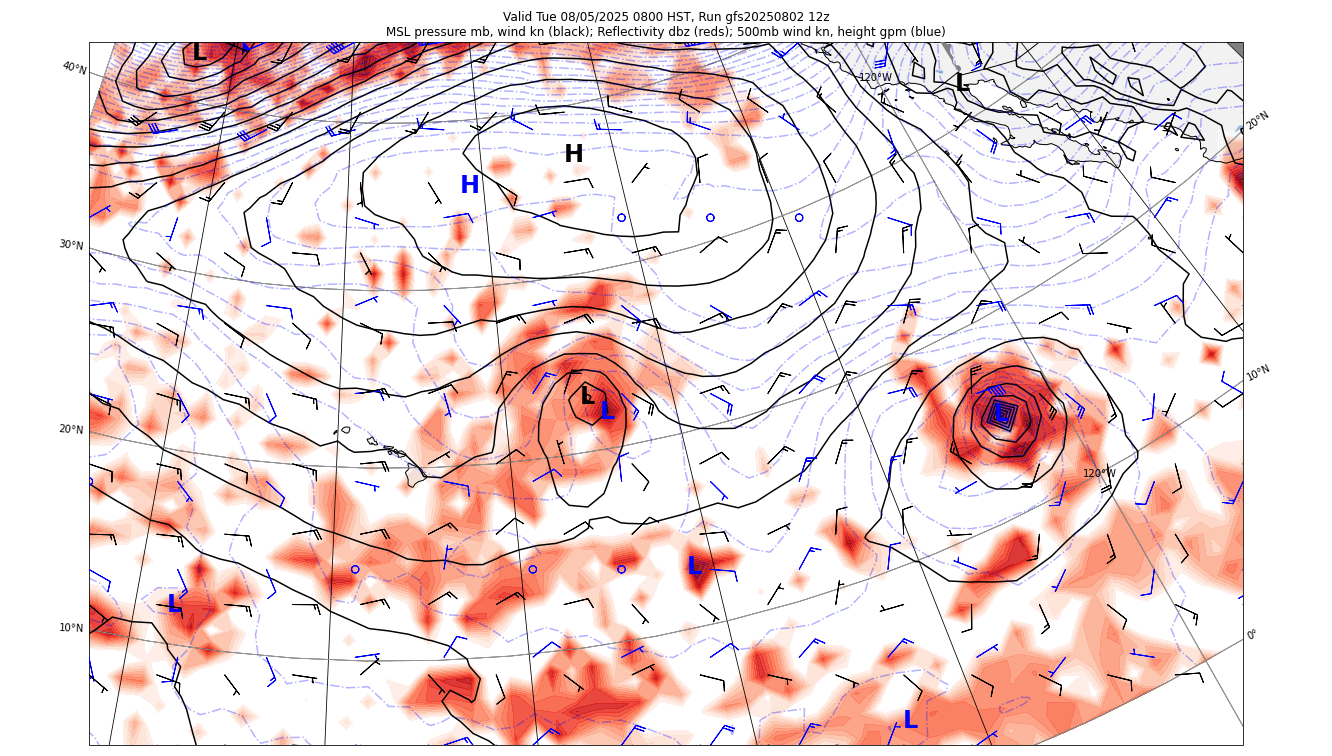 Valid Tue 08/05/2025 0800 HST, Run gfs20250802 12z
MSL pressure mb, wind kn (black); Reflectivity dbz (reds); 500mb wind kn, height gpm (blue)
L
40°N
120°W
L
20°N
H
H
30°N
10°N
L
L
L
20°N
120°W
L
L
10°N
0°
L